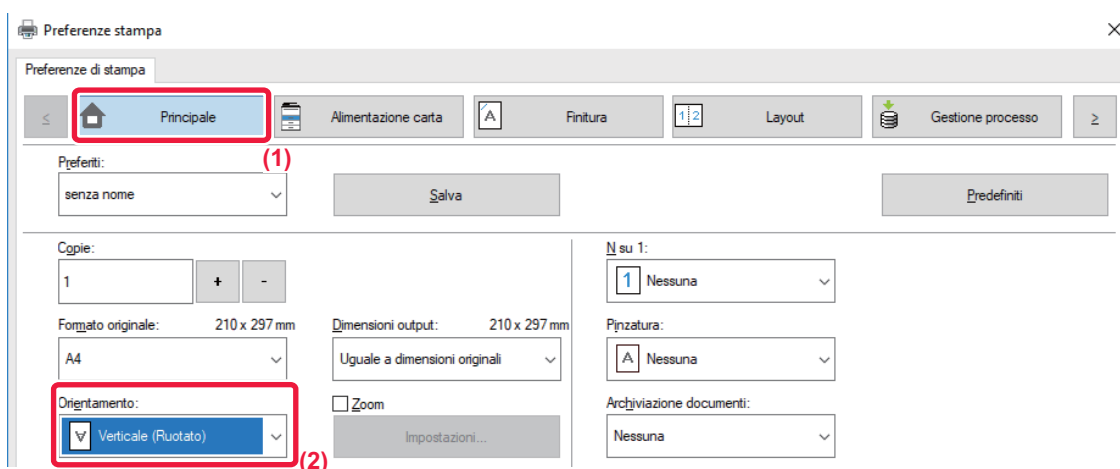 Preferenze stampa
Preferenze di stampa
< Principale Alimentazione carta A Finitura 1 2 Layout Gestione processo >
(1)
Preferiti:
senza nome Salva Predefiniti
Copie: N su 1:
1 + - 1 Nessuna
Formato originale: 210 x 297 mm Dimensioni output: 210 x 297 mm Pinzatura:
A4 Uguale a dimensioni originali A Nessuna
Orientamento: Zoom Archiviazione documenti:
A Verticale (Ruotato) Impostazioni... Nessuna
(2)